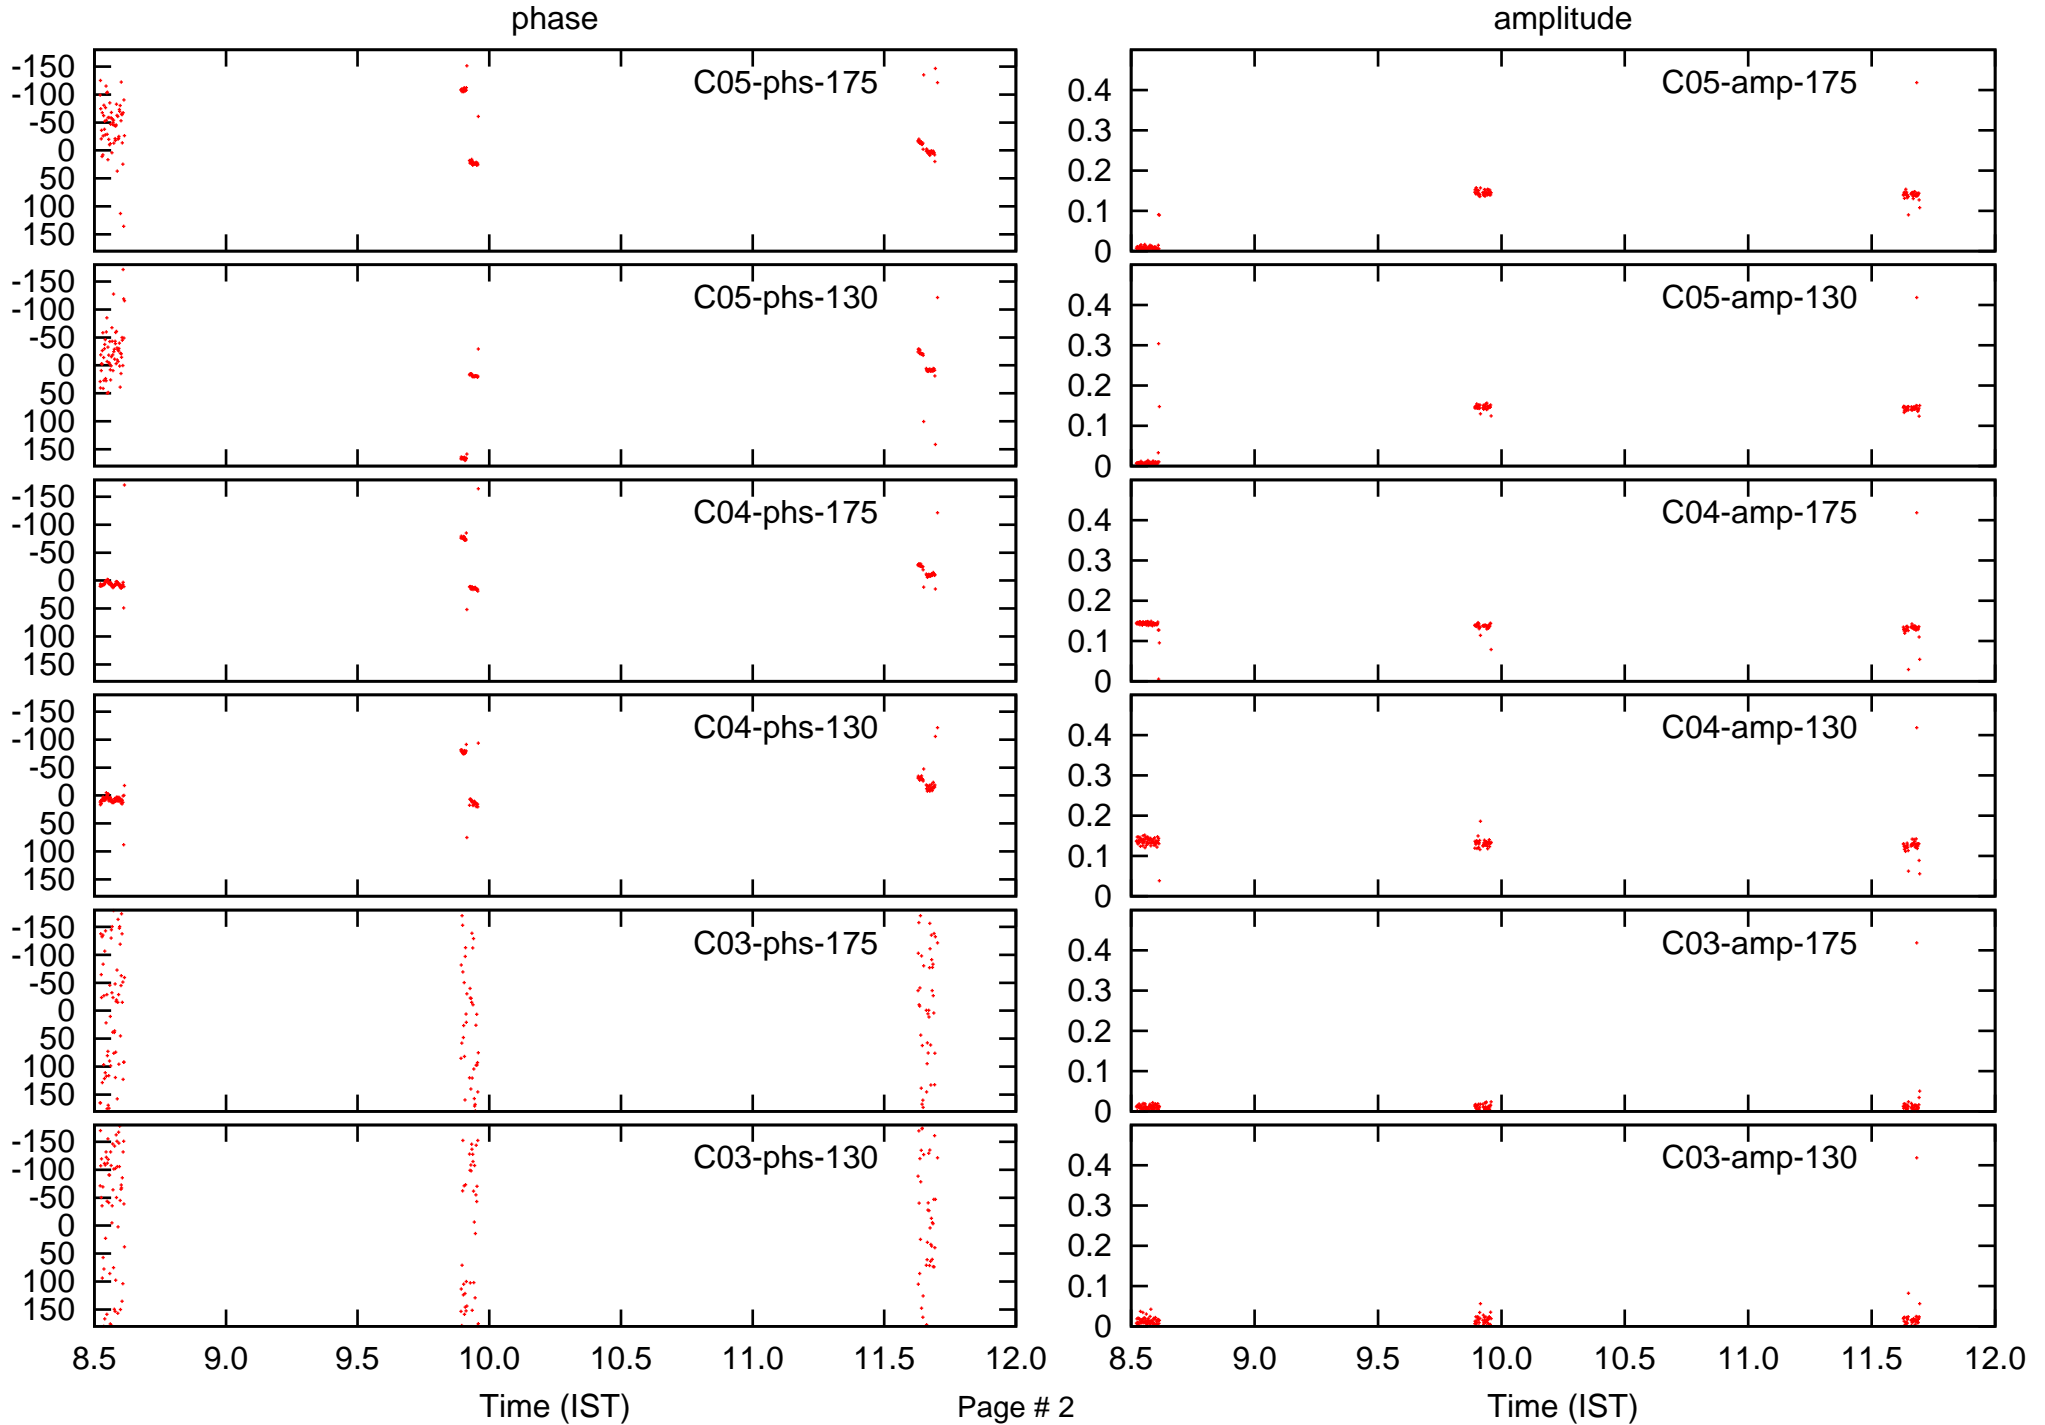 phase amplitude
-150 -100 -50 0 50 100 150 C05-phs-175
0.4 0.3 0.2 0.1 0 C05-amp-175
-150 -100 -50 0 50 100 150 C05-phs-130
0.4 0.3 0.2 0.1 0 C05-amp-130
-150 -100 -50 0 50 100 150 C04-phs-175
0.4 0.3 0.2 0.1 0 C04-amp-175
-150 -100 -50 0 50 100 150 C04-phs-130
0.4 0.3 0.2 0.1 0 C04-amp-130
-150 -100 -50 0 50 100 150 C03-phs-175
0.4 0.3 0.2 0.1 0 C03-amp-175
-150 -100 -50 0 50 100 150 C03-phs-130
0.4 0.3 0.2 0.1 0 C03-amp-130
8.5 9.0 9.5 10.0 10.5 11.0 11.5 12.0 8.5 9.0 9.5 10.0 10.5 11.0 11.5 12.0
Time (IST) Page # 2 Time (IST)